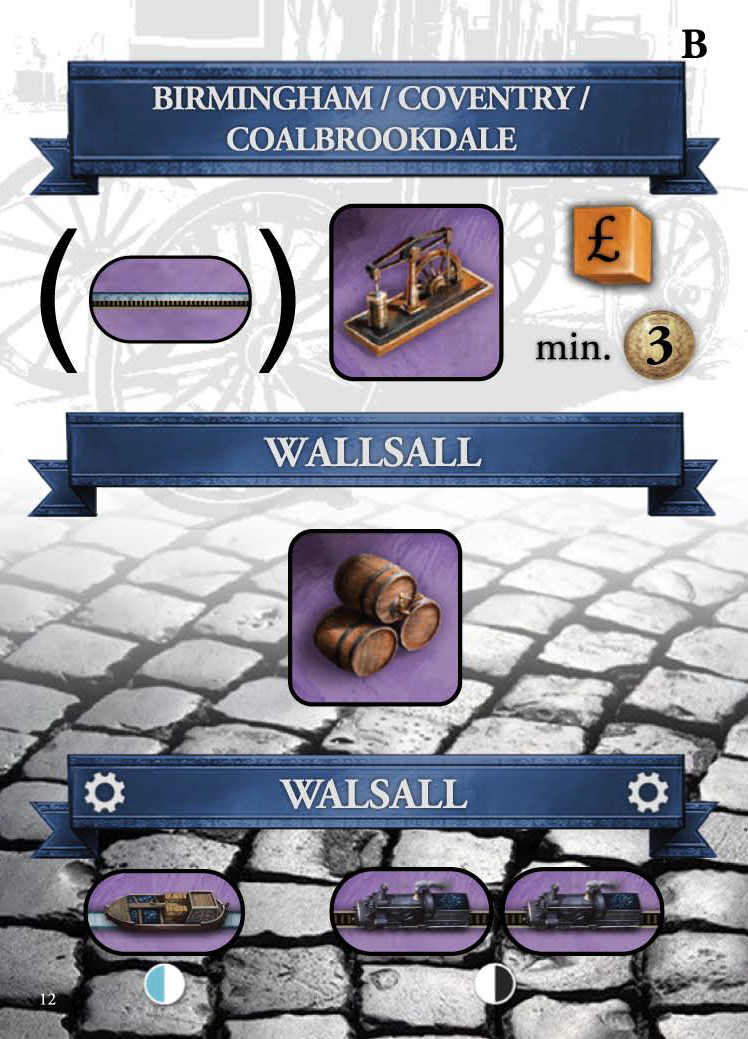 B
BIRMINGHAM / COVENTRY /
COALBROOKDALE
£
min. 3
WALLSALL
WALSALL
12